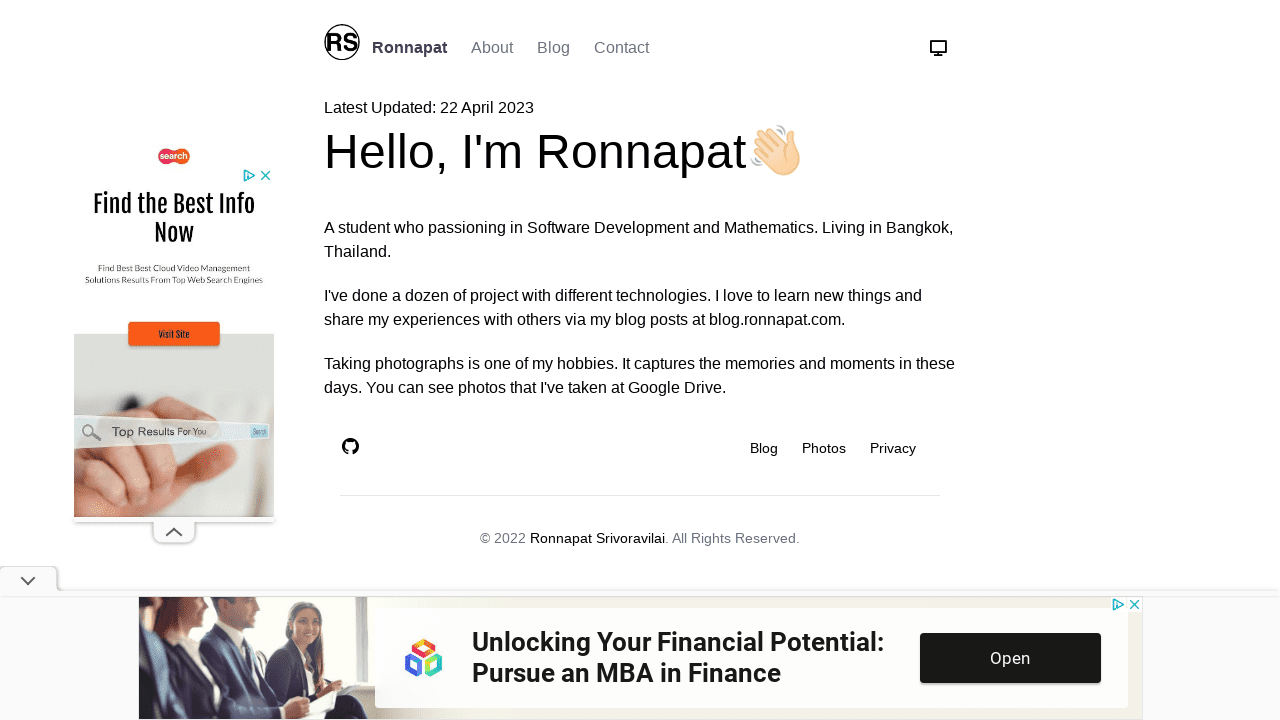 RS
Ronnapat About Blog Contact
Latest Updated: 22 April 2023
Hello, I'm Ronnapat👋🏻
search
Find the Best Info
Now
Find Best Best Cloud Video Management
Solutions Results From Top Web Search Engines
Visit Site
Top Results For You
Search
A student who passioning in Software Development and Mathematics. Living in Bangkok,
Thailand.
I've done a dozen of project with different technologies. I love to learn new things and
share my experiences with others via my blog posts at blog.ronnapat.com.
Taking photographs is one of my hobbies. It captures the memories and moments in these
days. You can see photos that I've taken at Google Drive.
Blog Photos Privacy
© 2022 Ronnapat Srivoravilai. All Rights Reserved.
Unlocking Your Financial Potential:
Pursue an MBA in Finance
Open